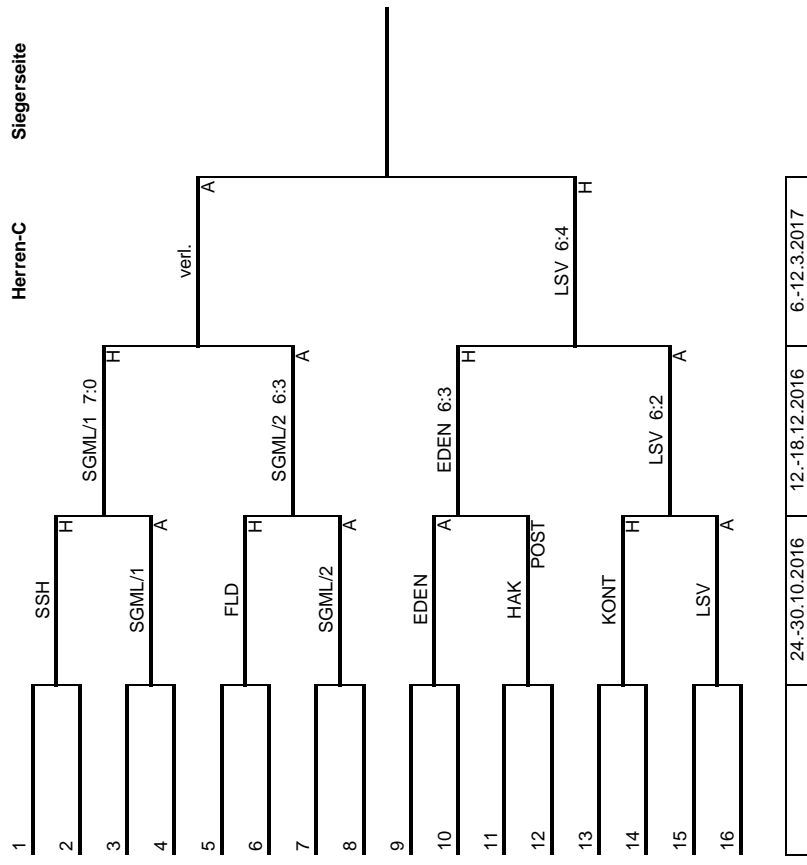 Herren-C
Siegerseite
1
2
3
4
5
6
7
8
9
10
11
12
13
14
15
16
SSH
H
SGML/1
A
FLD
H
SGML/2
A
EDEN
A
HAK
POST
KONT
H
LSV
A
SGML/1 7:0
H
SGML/2 6:3
A
EDEN 6:3
H
LSV 6:2
A
verl.
A
LSV 6:4
H
24.-30.10.2016
12.-18.12.2016
6.-12.3.2017